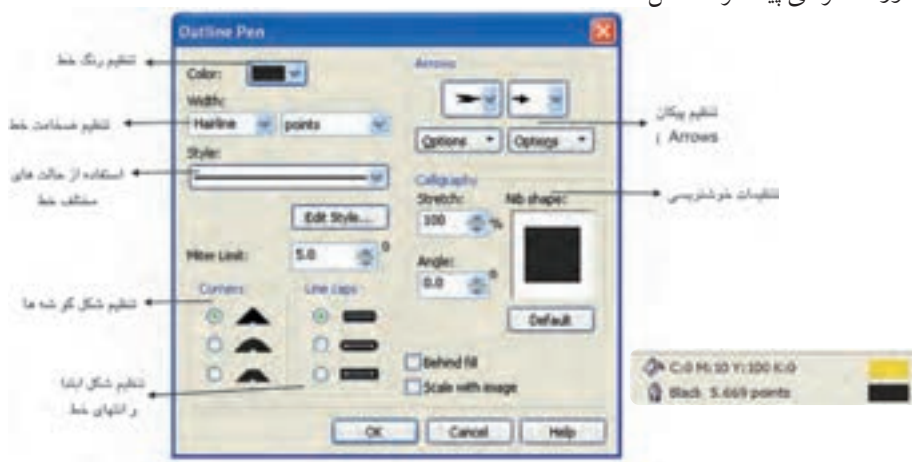 Outline Pen
تنظیم رنگ خط
Color:
Arrows
Width:
تنظیم ضخامت خط
Hairline
points
تنظیم پیکان
Arrows
Options
Options
Style:
استفاده از حالت های
مختلف خط
Calligraphy
Stretch:
Nib shape:
تنظیمات خوشنویسی
100
%
Edit Style...
Miter Limit:
5.0
°
Angle:
0.0
°
Corners
Line caps
تنظیم شکل گوشه ها
Default
Behind fill
Scale with image
تنظیم شکل ابتدا
و انتهای خط
C:0 M:10 Y:100 K:0
Black 5.669 points
OK
Cancel
Help